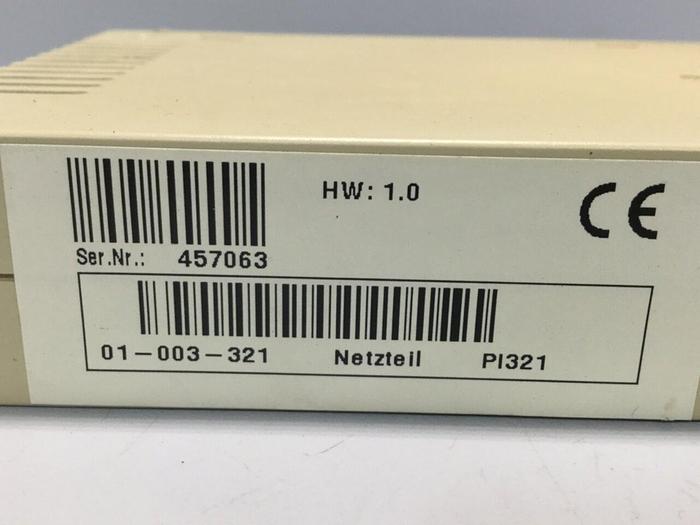 HW: 1.0
CE
Ser.Nr.: 457063
01-003-321 Netzteil PI321